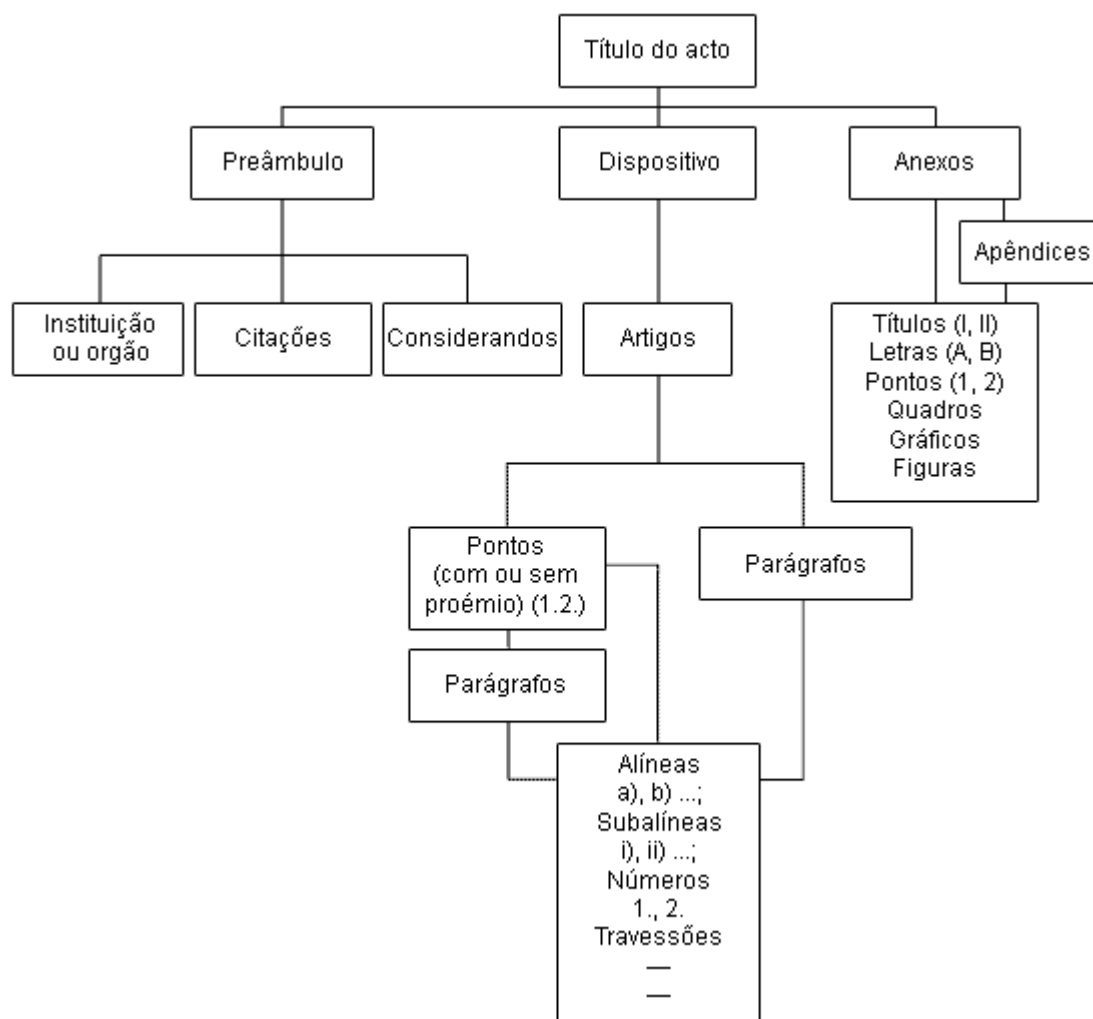 Título do acto
Preâmbulo
Dispositivo
Anexos
Apêndices
Instituição
ou orgão
Citações
Considerandos
Artigos
Títulos (I, II)
Letras (A, B)
Pontos (1, 2)
Quadros
Gráficos
Figuras
Pontos
(com ou sem
proémio) (1.2.)
Parágrafos
Parágrafos
Alíneas
a), b) ...;
Subalíneas
i), ii) ...;
Números
1., 2.
Travessões
—
—